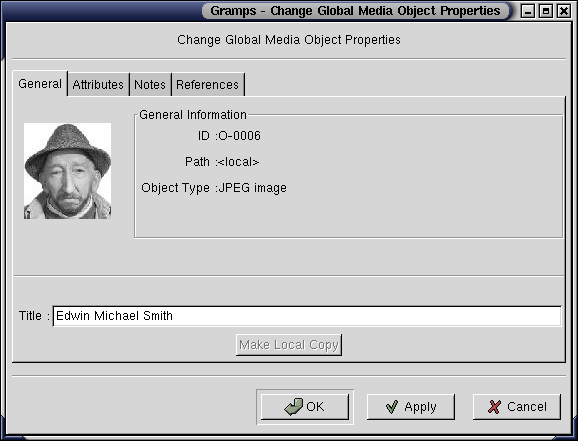 Gramps - Change Global Media Object Properties
Change Global Media Object Properties
General Attributes Notes References
General Information
ID :O-0006
Path :<local>
Object Type :JPEG image
Title : Edwin Michael Smith
Make Local Copy
OK Apply Cancel